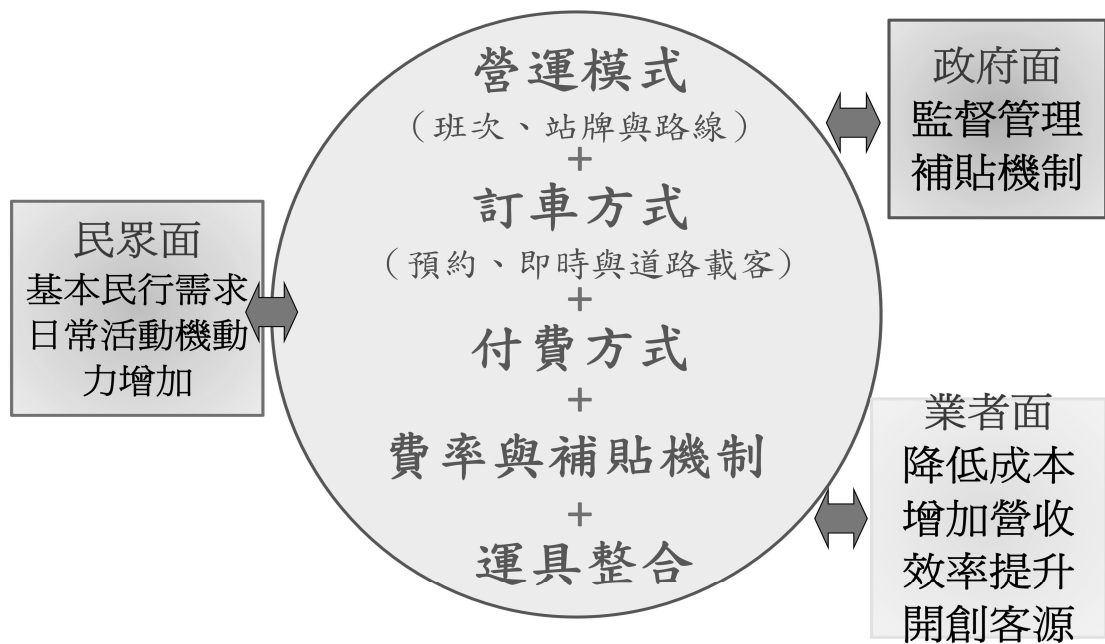 營運模式
（班次、站牌與路線）
+
訂車方式
（預約、即時與道路載客）
+
付費方式
+
費率與補貼機制
+
運具整合
政府面
監督管理
補貼機制
民眾面
基本民行需求
日常活動機動
力增加
業者面
降低成本
增加營收
效率提升
開創客源